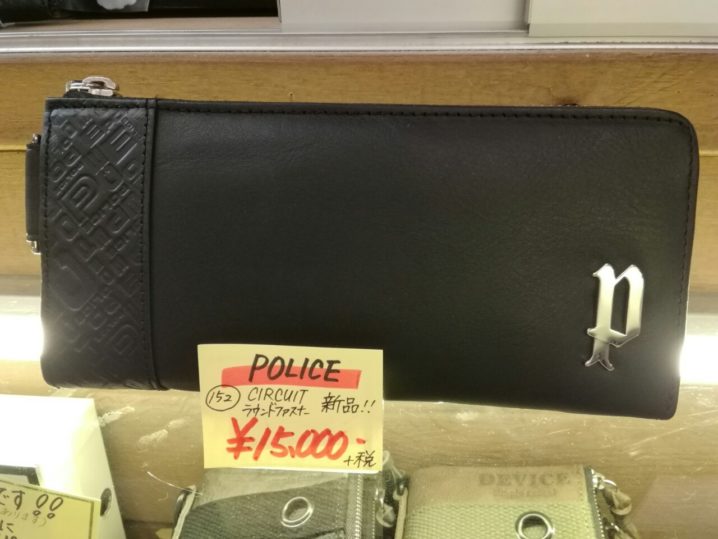 p
POLICE
152 CIRCUIT
ラウンドファスナー 新品!!
¥15,000-
+税
DEVICE
です!!